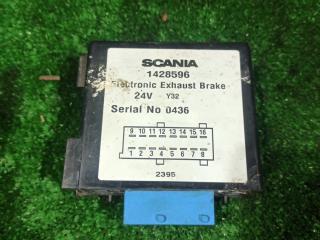 SCANIA
1428596
Electronic Exhaust Brake
24V Y32
Serial No 0436
9 10 11 12 13 14 15 16
1 2 3 4 5 6 7 8
2395